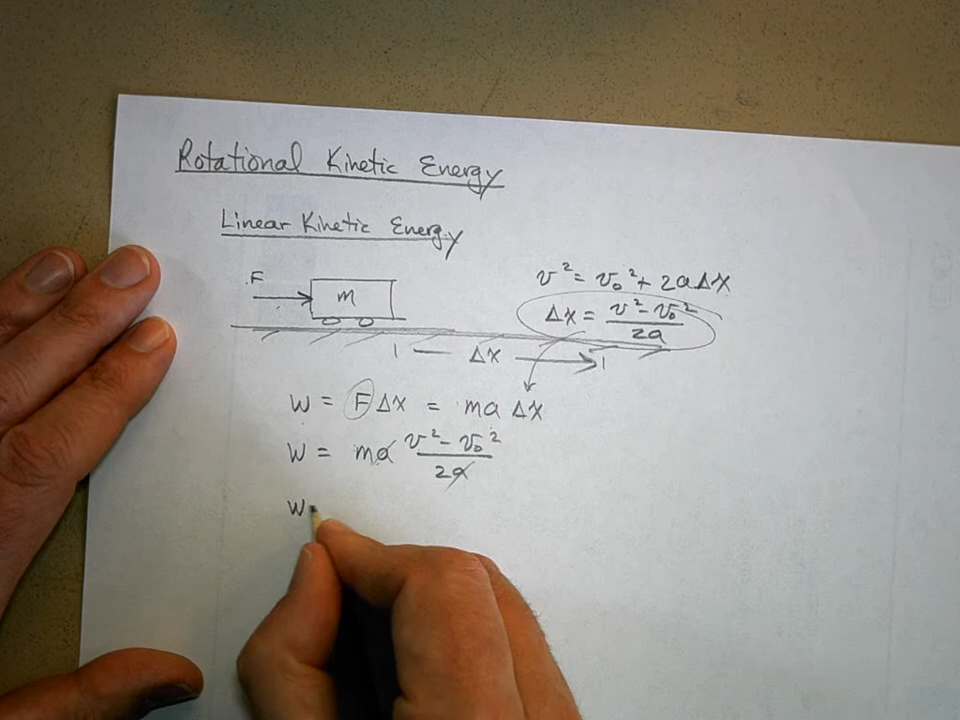 Rotational Kinetic Energy
Linear Kinetic Energy
F
m
v² = v₀² + 2aΔx
Δx = (v² - v₀²)/2a
Δx
W = FΔx = ma Δx
W = ma (v² - v₀²)/2a
W